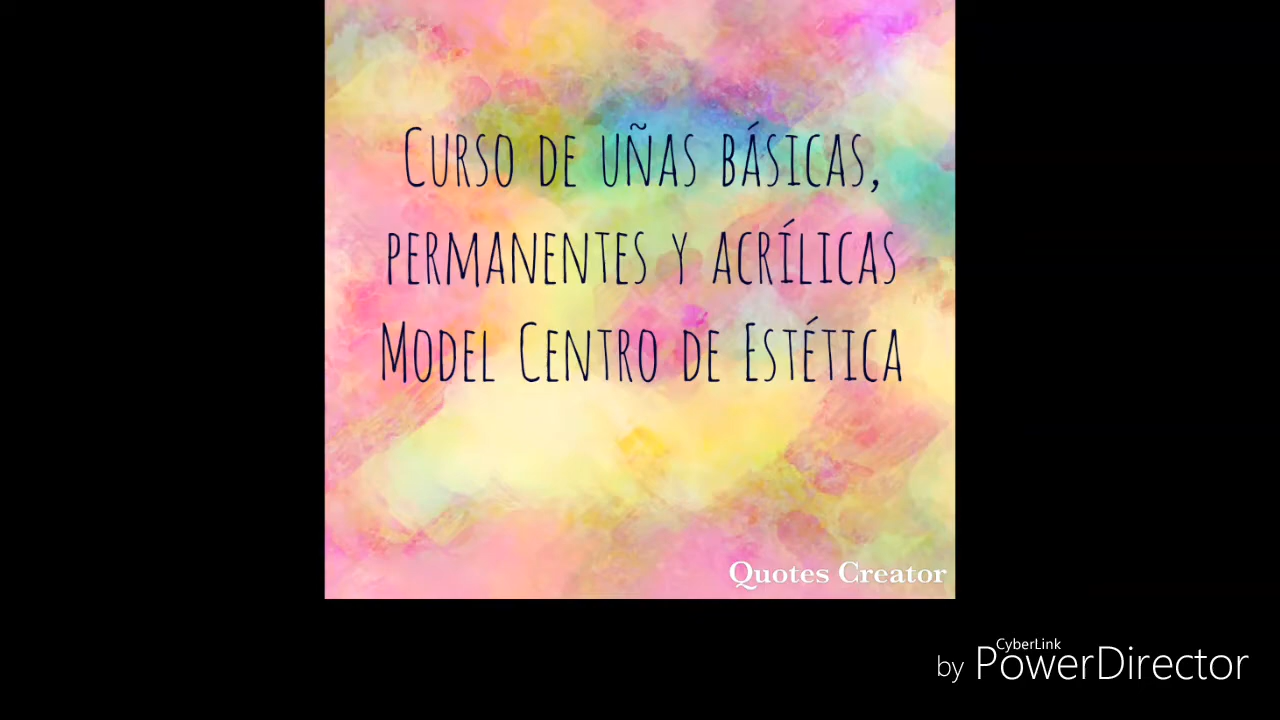 Curso de uñas básicas,
permanentes y acrílicas
Model Centro de Estética
Quotes Creator
by CyberLink PowerDirector